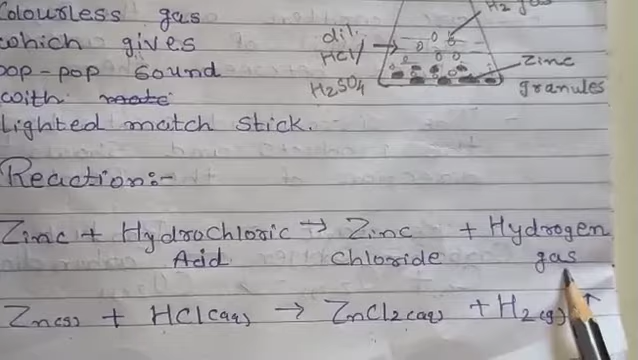 Colourless gas
which gives
pop-pop sound
with
Lighted match stick.
H2 gas
dil.
HCl/
H2SO4
Zinc
granules
Reaction:-
Zinc + Hydrochloric → Zinc + Hydrogen
Acid Chloride gas
Zn(s) + HCl(aq) → ZnCl2(aq) + H2(g)↑